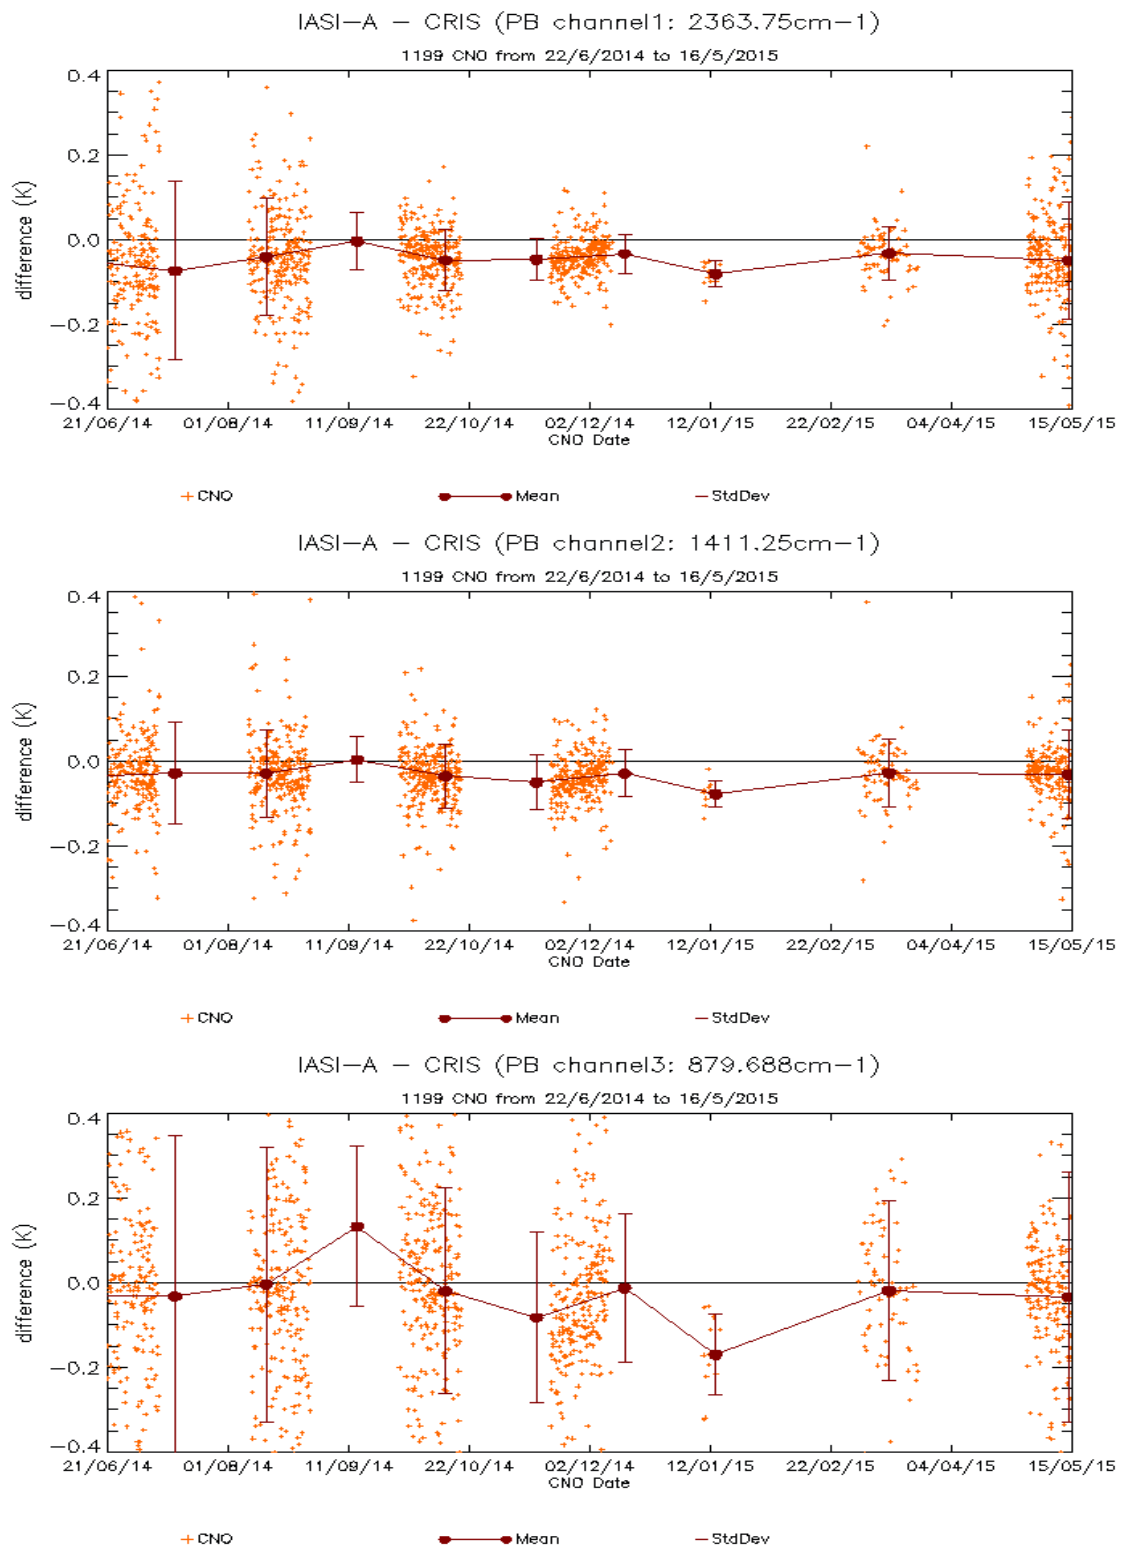 IASI-A - CRIS (PB channel1: 2363.75cm-1)
1199 CNO from 22/6/2014 to 16/5/2015
0.4
0.2
0.0
-0.2
-0.4
difference (K)
21/06/14 01/08/14 11/09/14 22/10/14 02/12/14 12/01/15 22/02/15 04/04/15 15/05/15
CNO Date
CNO Mean StdDev
IASI-A - CRIS (PB channel2: 1411.25cm-1)
1199 CNO from 22/6/2014 to 16/5/2015
0.4
0.2
0.0
-0.2
-0.4
difference (K)
21/06/14 01/08/14 11/09/14 22/10/14 02/12/14 12/01/15 22/02/15 04/04/15 15/05/15
CNO Date
CNO Mean StdDev
IASI-A - CRIS (PB channel3: 879.688cm-1)
1199 CNO from 22/6/2014 to 16/5/2015
0.4
0.2
0.0
-0.2
-0.4
difference (K)
21/06/14 01/08/14 11/09/14 22/10/14 02/12/14 12/01/15 22/02/15 04/04/15 15/05/15
CNO Date
CNO Mean StdDev